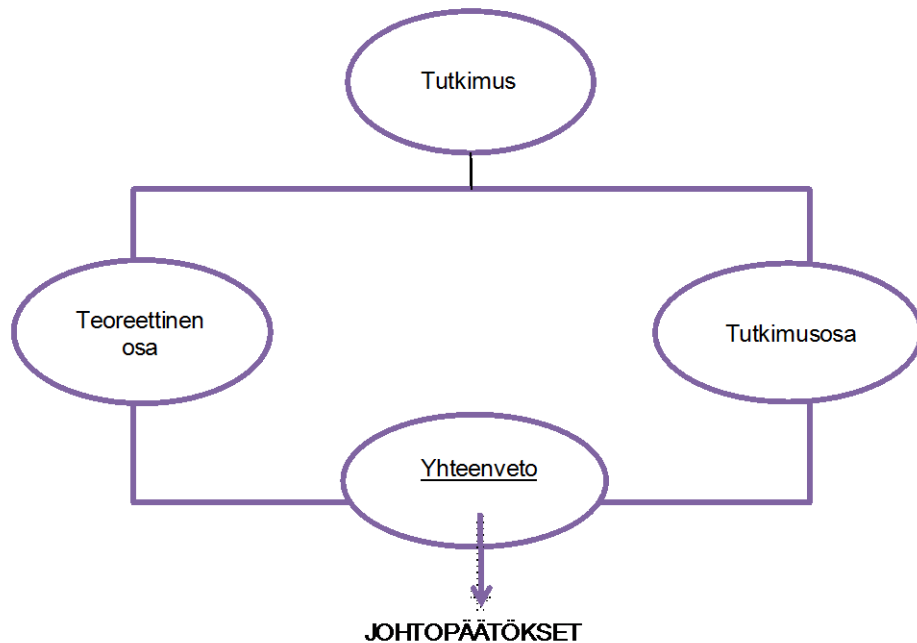 Tutkimus
Teoreettinen
osa
Tutkimusosa
Yhteenveto
JOHTOPÄÄTÖKSET